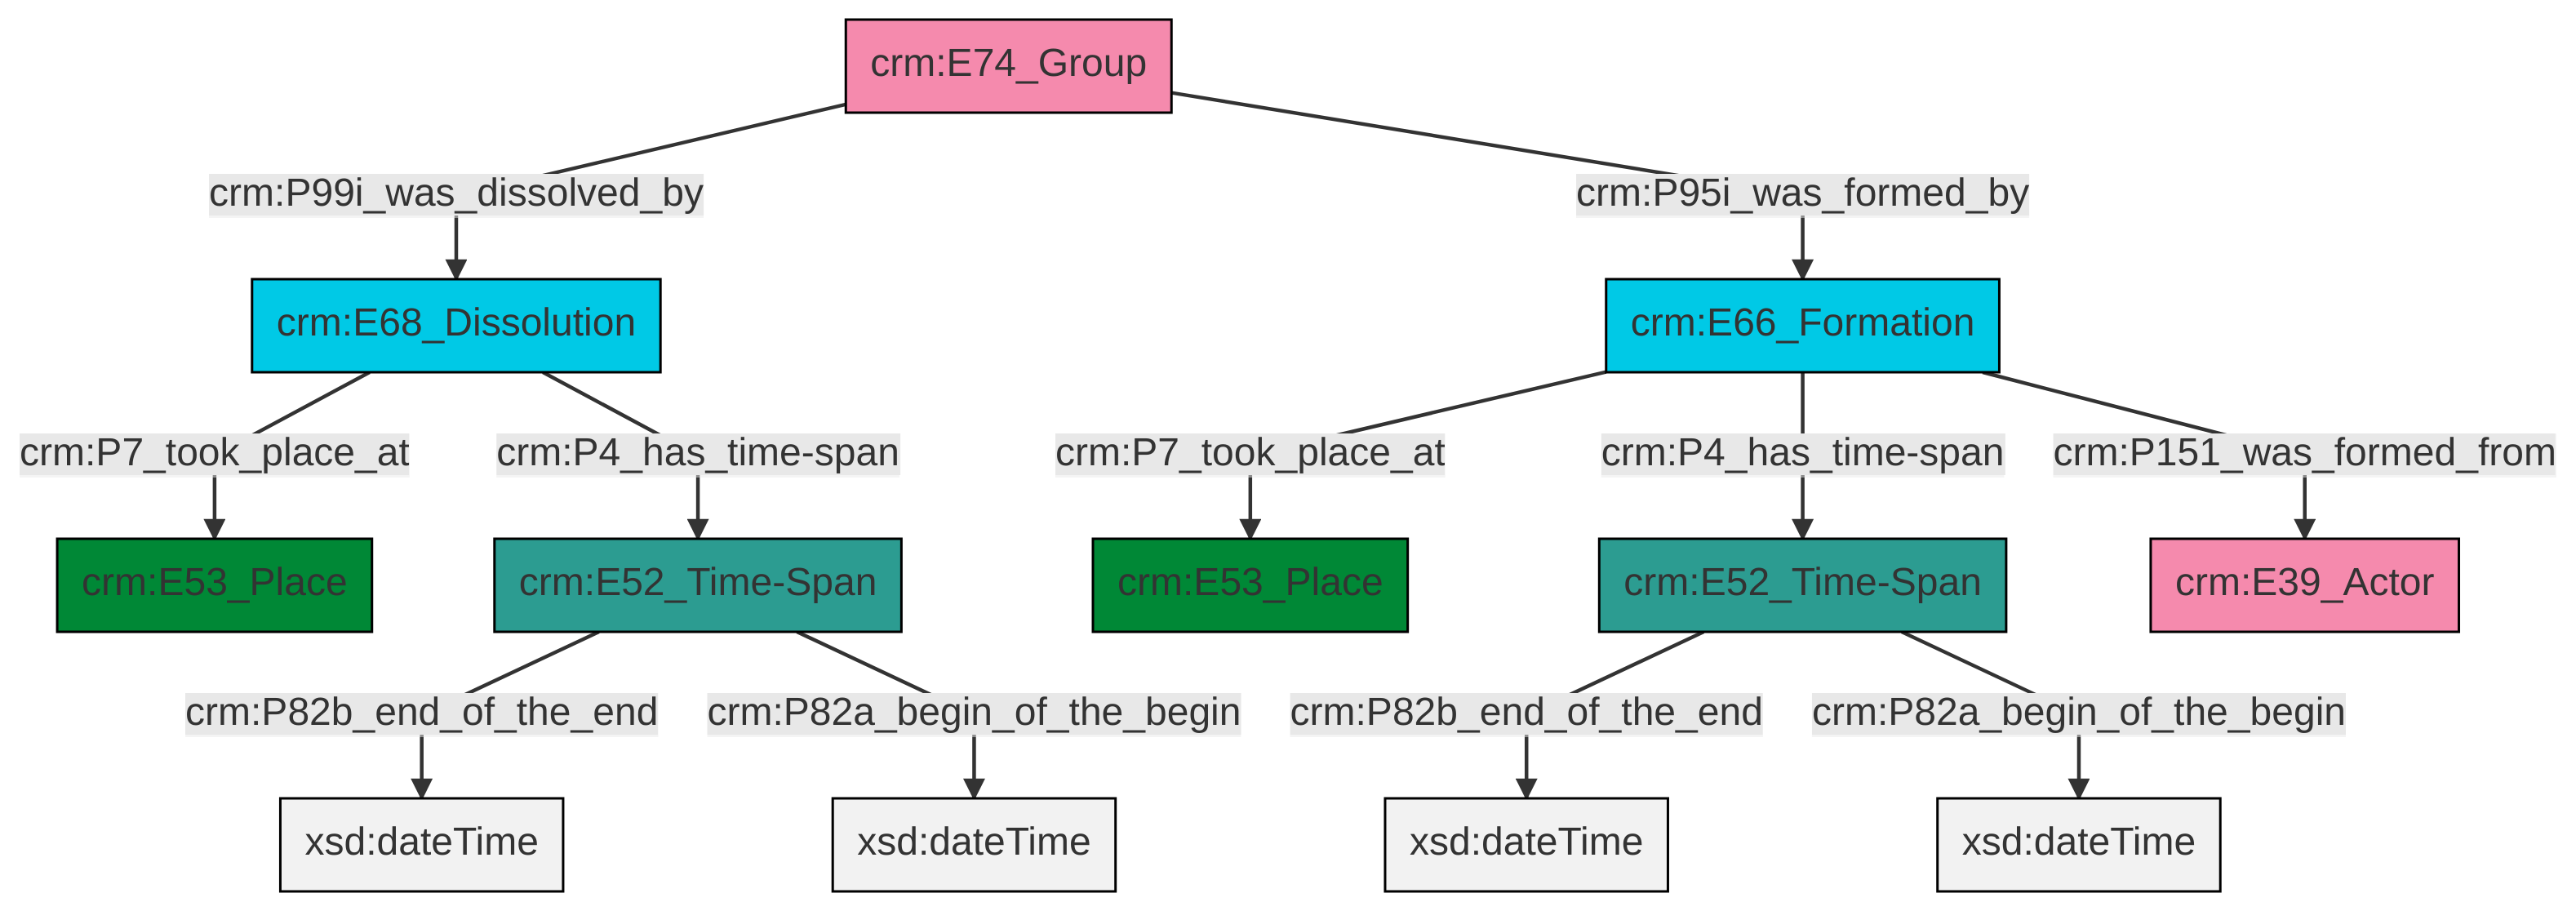 crm:E74_Group
crm:P99i_was_dissolved_by
crm:P95i_was_formed_by
crm:E68_Dissolution
crm:E66_Formation
crm:P7_took_place_at
crm:P4_has_time-span
crm:P7_took_place_at
crm:P4_has_time-span
crm:P151_was_formed_from
crm:E53_Place
crm:E52_Time-Span
crm:E53_Place
crm:E52_Time-Span
crm:E39_Actor
crm:P82b_end_of_the_end
crm:P82a_begin_of_the_begin
crm:P82b_end_of_the_end
crm:P82a_begin_of_the_begin
xsd:dateTime
xsd:dateTime
xsd:dateTime
xsd:dateTime